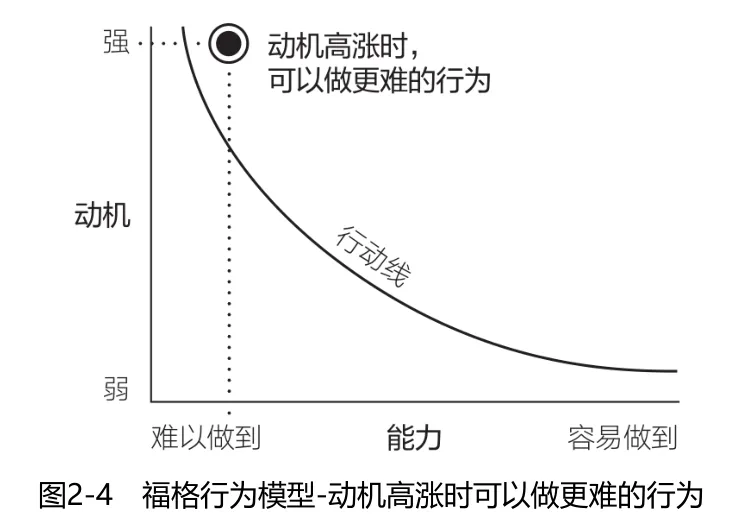 强
动机高涨时，
可以做更难的行为
动机
行动线
弱
难以做到
能力
容易做到
图2-4 福格行为模型-动机高涨时可以做更难的行为